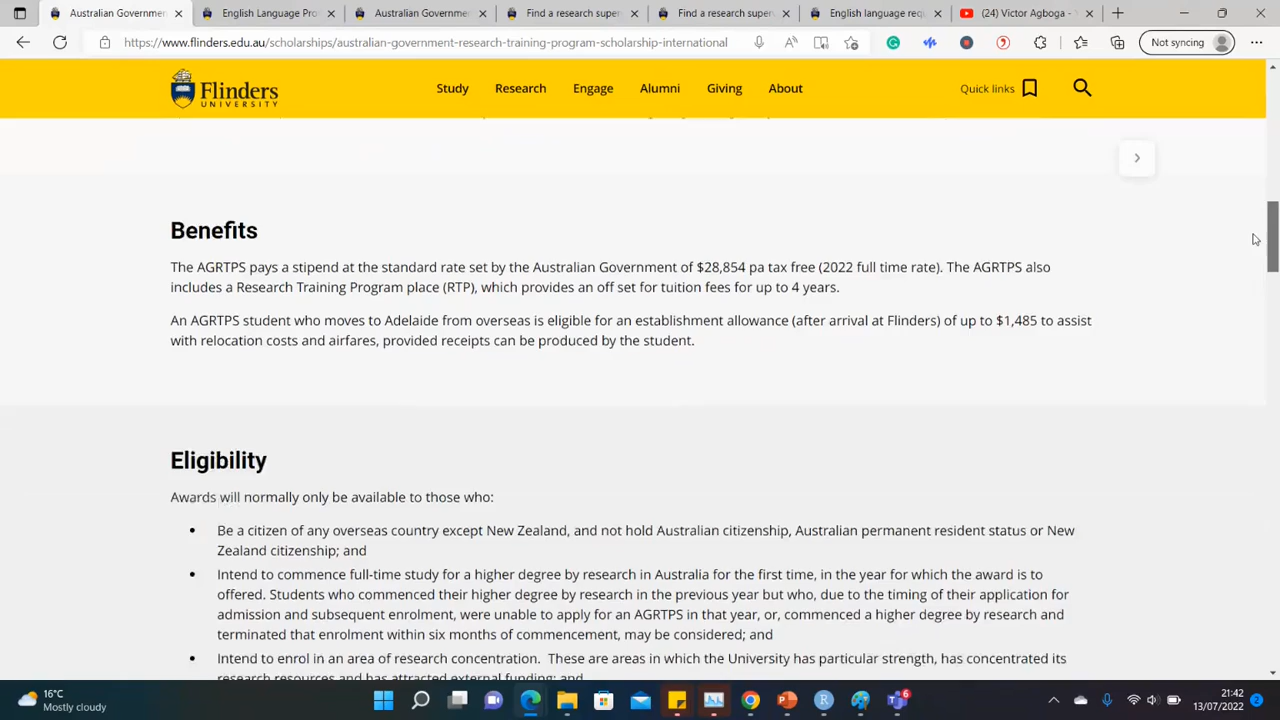 Australian Governmen
English Language Pro
Australian Governmen
Find a research super
Find a research super
English language req
(24) Victor Agboga - Y
https://www.flinders.edu.au/scholarships/australian-government-research-training-program-scholarship-international
Not syncing
Flinders
UNIVERSITY
Study
Research
Engage
Alumni
Giving
About
Quick links
Benefits
The AGRTPS pays a stipend at the standard rate set by the Australian Government of $28,854 pa tax free (2022 full time rate). The AGRTPS also
includes a Research Training Program place (RTP), which provides an off set for tuition fees for up to 4 years.
An AGRTPS student who moves to Adelaide from overseas is eligible for an establishment allowance (after arrival at Flinders) of up to $1,485 to assist
with relocation costs and airfares, provided receipts can be produced by the student.
Eligibility
Awards will normally only be available to those who:
Be a citizen of any overseas country except New Zealand, and not hold Australian citizenship, Australian permanent resident status or New
Zealand citizenship; and
Intend to commence full-time study for a higher degree by research in Australia for the first time, in the year for which the award is to
offered. Students who commenced their higher degree by research in the previous year but who, due to the timing of their application for
admission and subsequent enrolment, were unable to apply for an AGRTPS in that year, or, commenced a higher degree by research and
terminated that enrolment within six months of commencement, may be considered; and
Intend to enrol in an area of research concentration. These are areas in which the University has particular strength, has concentrated its
research resources and has attracted external funding; and
16°C
Mostly cloudy
6
21:42
13/07/2022